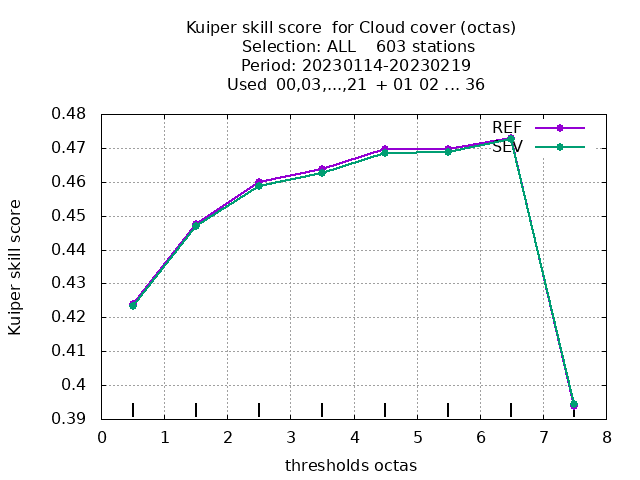 Kuiper skill score  for Cloud cover (octas)
Selection: ALL    603 stations
Period: 20230114-20230219
Used  00,03,...,21  + 01 02 ... 36
REF
SEV
Kuiper skill score
0.48
0.47
0.46
0.45
0.44
0.43
0.42
0.41
0.4
0.39
0 1 2 3 4 5 6 7 8
thresholds octas